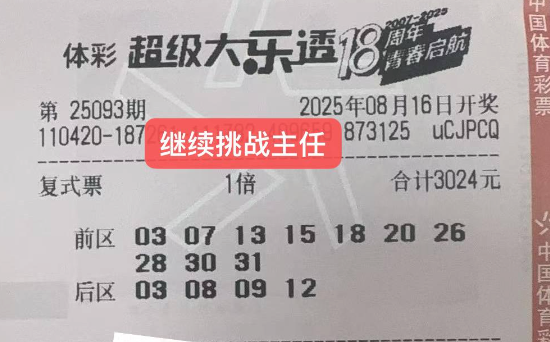 体彩 超级大乐透 18周年 2007-2025 青春启航
第 25093期 2025年08月16日开奖
110420-187 873125 uCJPCQ
继续挑战主任
复式票 1倍 合计3024元
前区 03 07 13 15 18 20 26
28 30 31
后区 03 08 09 12
中国体育彩票
中国体育